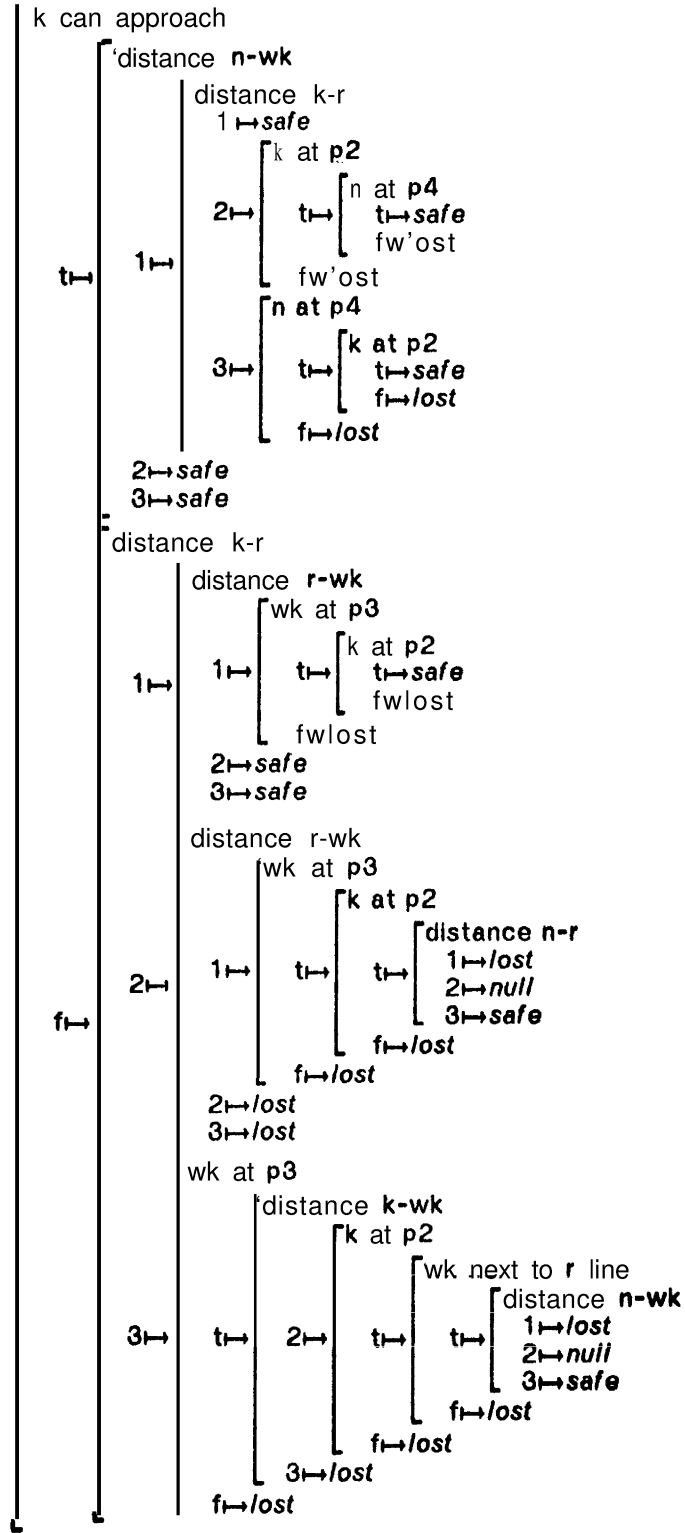 k can approach
'distance n-wk
distance k-r
1↦safe
k at p2
n at p4
2↦ t↦ t↦safe
fw'ost
1↦
fw'ost
t↦
n at p4
k at p2
3↦ t↦ t↦safe
f↦lost
f↦lost
2↦safe
3↦safe
distance k-r
distance r-wk
wk at p3
k at p2
1↦ 1↦ t↦ t↦safe
fwlost
fwlost
2↦safe
3↦safe
distance r-wk
wk at p3
k at p2
distance n-r
1↦lost
2↦ 1↦ t↦ t↦ 2↦null
3↦safe
f↦
f↦lost
f↦lost
2↦lost
3↦lost
wk at p3
'distance k-wk
k at p2
wk next to r line
distance n-wk
1↦lost
3↦ t↦ 2↦ t↦ t↦ 2↦null
3↦safe
f↦lost
f↦lost
3↦lost
f↦lost